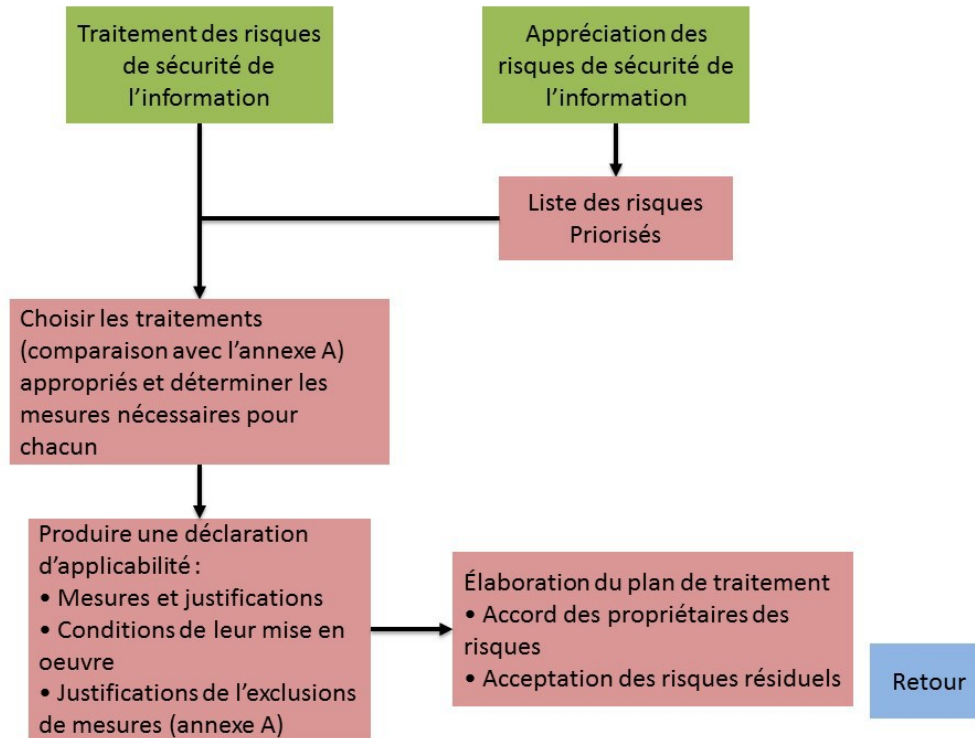 Traitement des risques
de sécurité de
l’information
Appréciation des
risques de sécurité de
l’information
Liste des risques
Priorisés
Choisir les traitements
(comparaison avec l’annexe A)
appropriés et déterminer les
mesures nécessaires pour
chacun
Produire une déclaration
d’applicabilité :
• Mesures et justifications
• Conditions de leur mise en
oeuvre
• Justifications de l’exclusions
de mesures (annexe A)
Élaboration du plan de traitement
• Accord des propriétaires des
risques
• Acceptation des risques résiduels
Retour